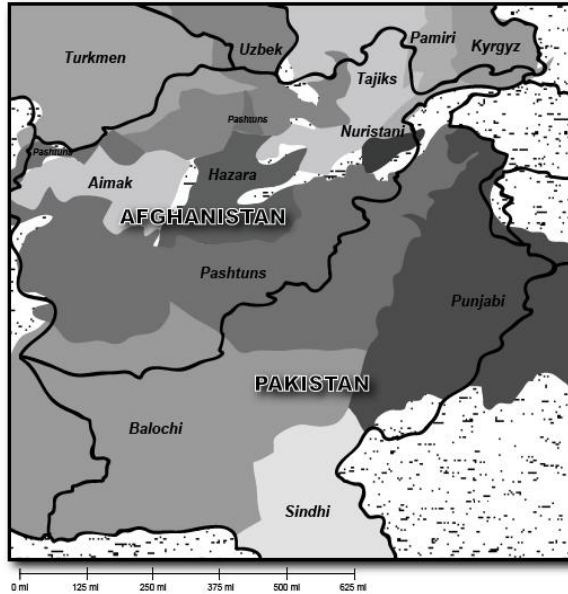 Turkmen
Uzbek
Pamiri
Kyrgyz
Tajiks
Pashtuns
Nuristani
Pashtuns
Aimak
Hazara
AFGHANISTAN
Pashtuns
Punjabi
PAKISTAN
Balochi
Sindhi
0 mi 125 mi 250 mi 375 mi 500 mi 625 mi